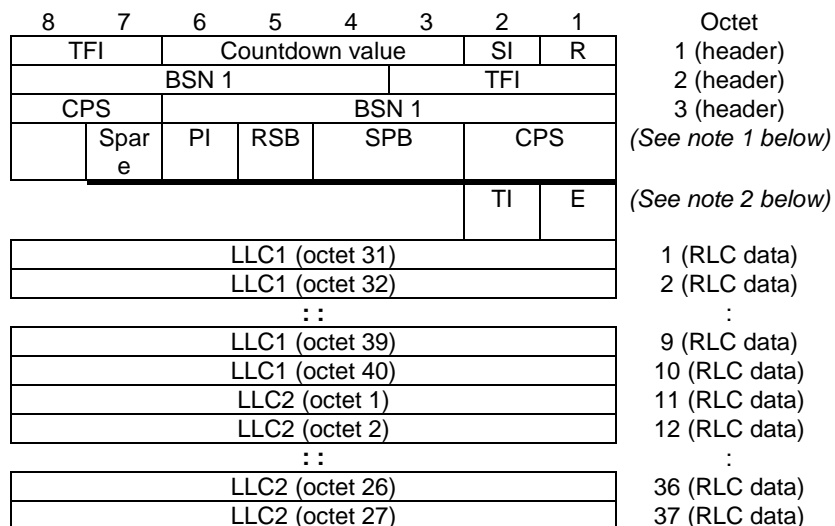 8 7 6 5 4 3 2 1 Octet
TFI Countdown value SI R 1 (header)
BSN 1 TFI 2 (header)
CPS BSN 1 3 (header)
Spar PI RSB SPB CPS (See note 1 below)
e
TI E (See note 2 below)
LLC1 (octet 31) 1 (RLC data)
LLC1 (octet 32) 2 (RLC data)
: : :
LLC1 (octet 39) 9 (RLC data)
LLC1 (octet 40) 10 (RLC data)
LLC2 (octet 1) 11 (RLC data)
LLC2 (octet 2) 12 (RLC data)
: : :
LLC2 (octet 26) 36 (RLC data)
LLC2 (octet 27) 37 (RLC data)